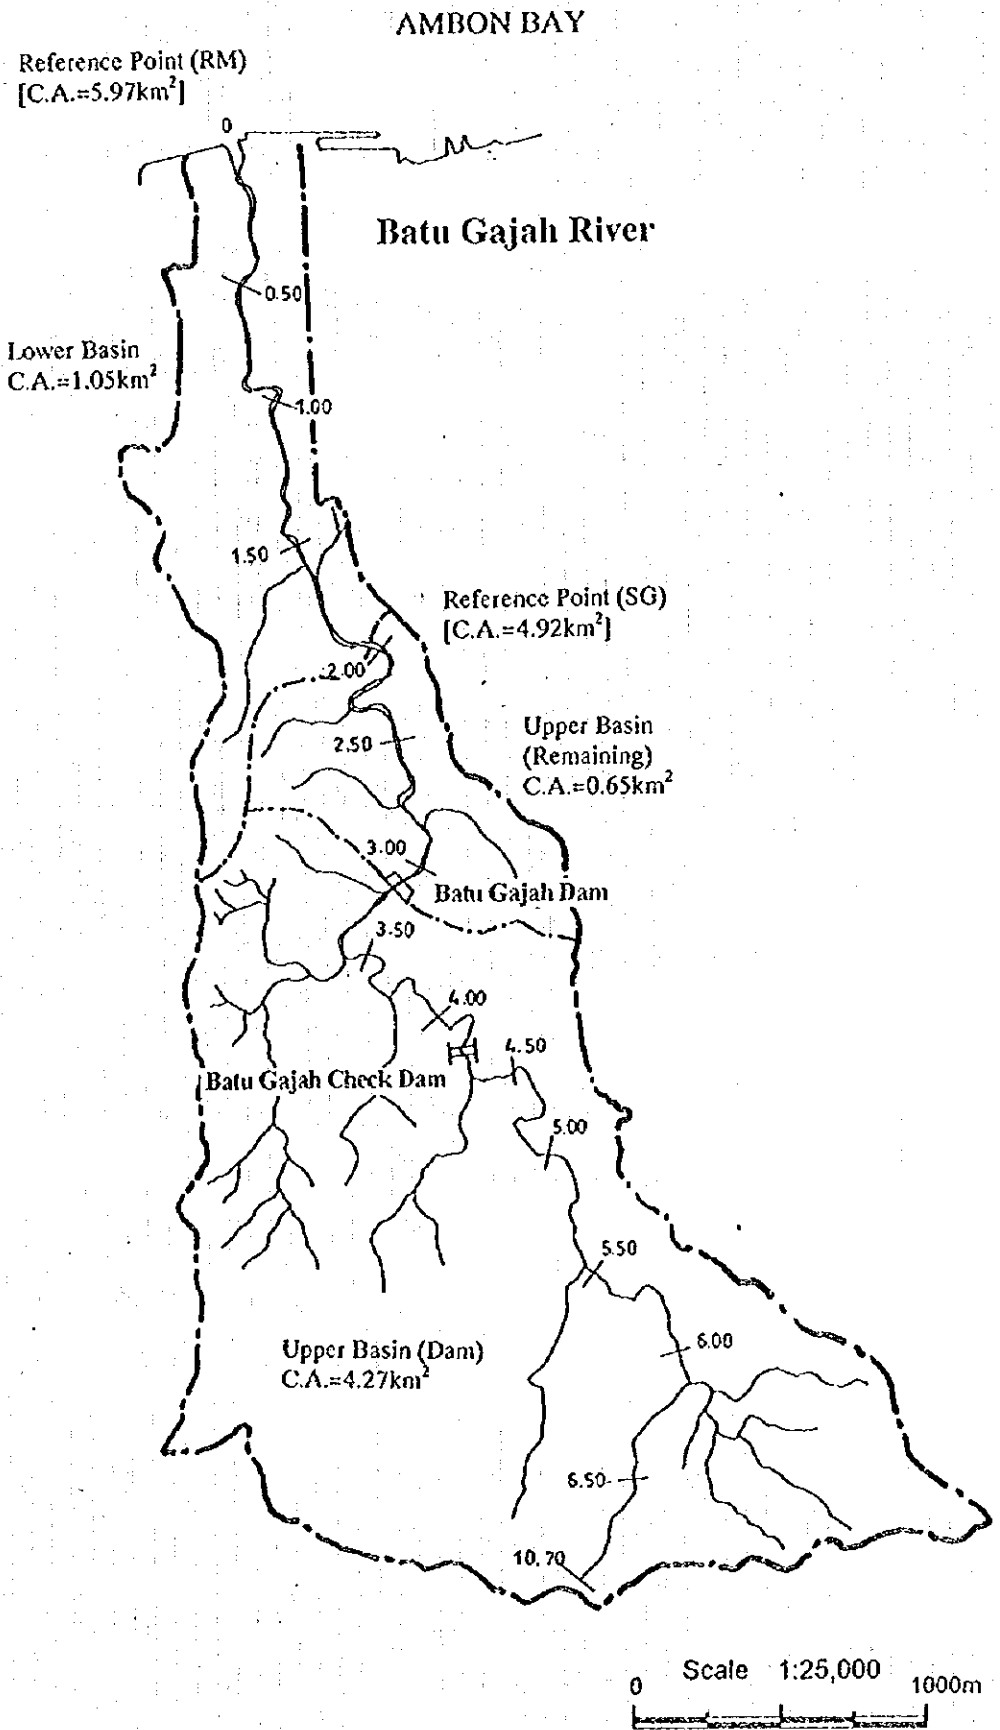 AMBON BAY
Reference Point (RM)
[C.A.=5.97km²]
0
Batu Gajah River
0.50
Lower Basin
C.A.=1.05km²
1.00
1.50
Reference Point (SG)
[C.A.=4.92km²]
2.00
Upper Basin
(Remaining)
C.A.=0.65km²
2.50
3.00
Batu Gajah Dam
3.50
4.00
4.50
Batu Gajah Check Dam
5.00
5.50
6.00
Upper Basin (Dam)
C.A.=4.27km²
6.50
10.70
Scale 1:25,000
0 1000m